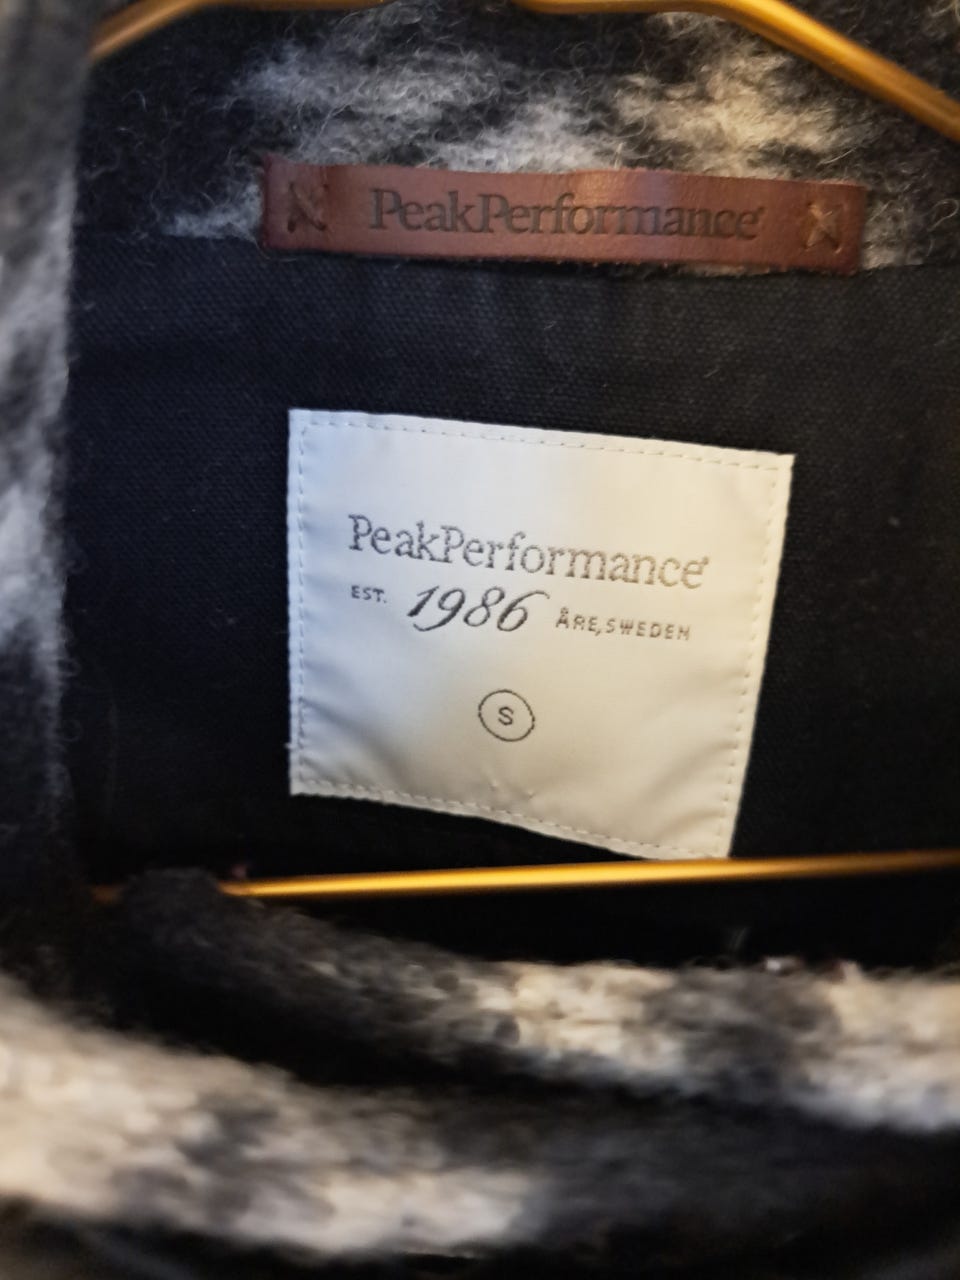 PeakPerformance
PeakPerformance
EST. 1986 ÅRE, SWEDEN
S